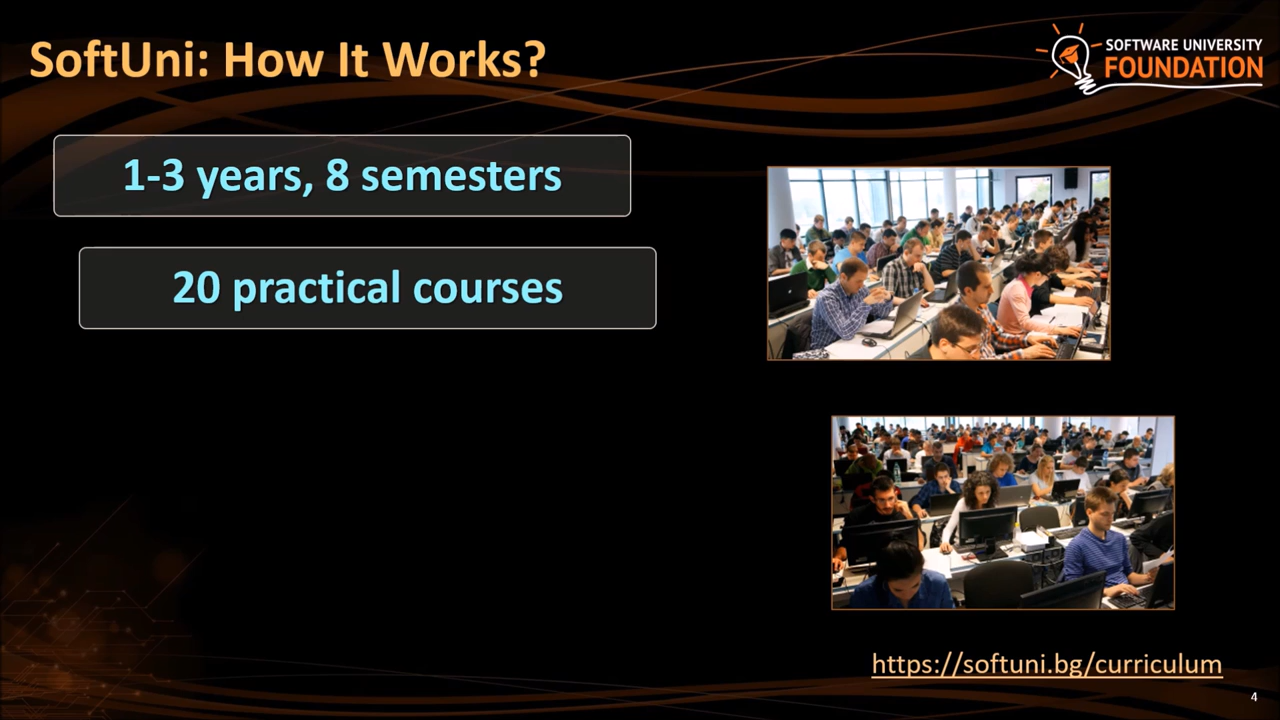 SoftUni: How It Works?
SOFTWARE UNIVERSITY
FOUNDATION
1-3 years, 8 semesters
20 practical courses
https://softuni.bg/curriculum
4